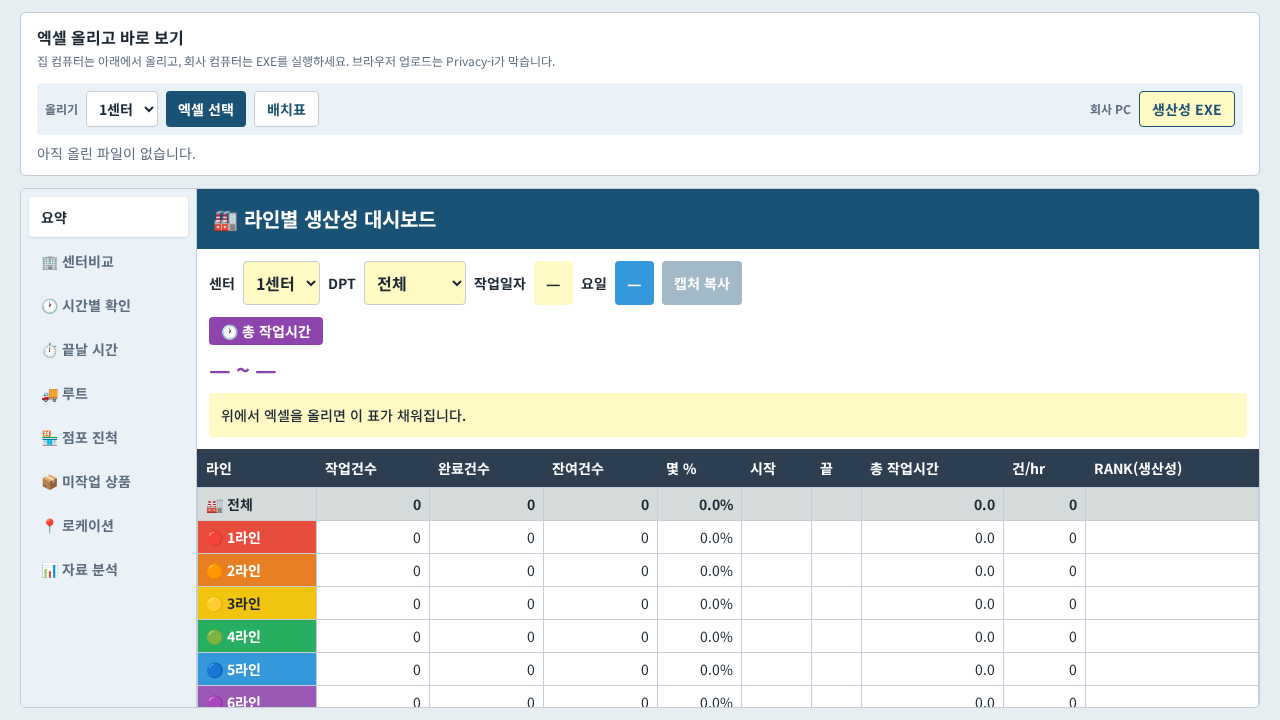 엑셀 올리고 바로 보기
집 컴퓨터는 아래에서 올리고, 회사 컴퓨터는 EXE를 실행하세요. 브라우저 업로드는 Privacy-i가 막습니다.
올리기 1센터 엑셀 선택 배치표 회사 PC 생산성 EXE
아직 올린 파일이 없습니다.
요약
🏢 센터비교
🕐 시간별 확인
⏱️ 끝날 시간
🚚 루트
🏪 점포 진척
📦 미작업 상품
📍 로케이션
📊 자료 분석
🏭 라인별 생산성 대시보드
센터 1센터 DPT 전체 작업일자 — 요일 — 캡처 복사
🕐 총 작업시간
— ~ —
위에서 엑셀을 올리면 이 표가 채워집니다.
라인 작업건수 완료건수 잔여건수 몇 % 시작 끝 총 작업시간 건/hr RANK(생산성)
🏭 전체 0 0 0 0.0% 0.0 0
🔴 1라인 0 0 0 0.0% 0.0 0
🟠 2라인 0 0 0 0.0% 0.0 0
🟡 3라인 0 0 0 0.0% 0.0 0
🟢 4라인 0 0 0 0.0% 0.0 0
🔵 5라인 0 0 0 0.0% 0.0 0
🟣 6라인 0 0 0 0.0% 0.0 0